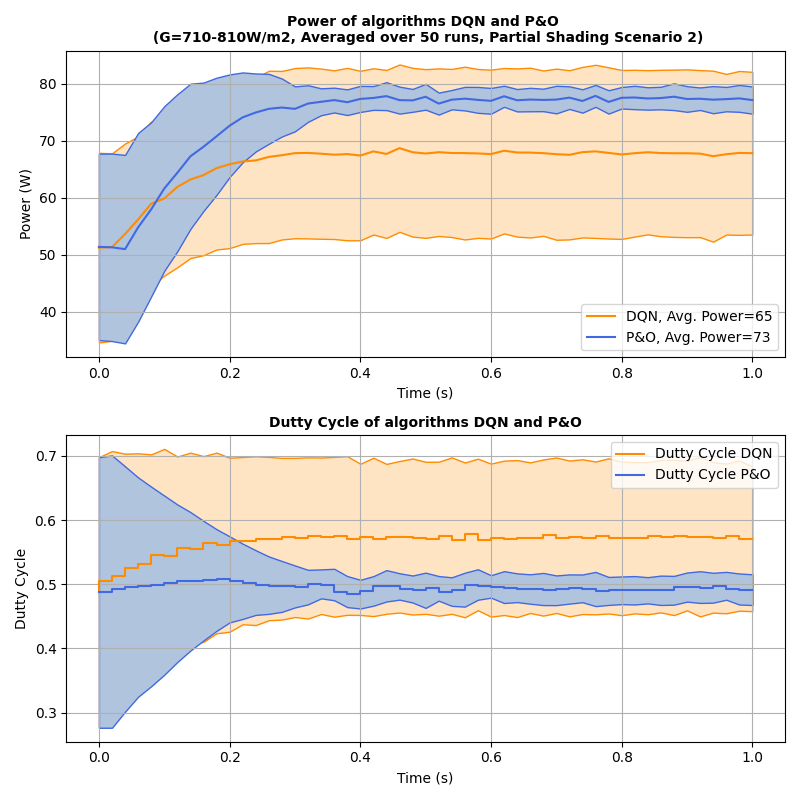 Power of algorithms DQN and P&O
(G=710-810W/m2, Averaged over 50 runs, Partial Shading Scenario 2)
80
70
60
50
40
Power (W)
DQN, Avg. Power=65
P&O, Avg. Power=73
0.0 0.2 0.4 0.6 0.8 1.0
Time (s)
Dutty Cycle of algorithms DQN and P&O
0.7
0.6
0.5
0.4
0.3
Dutty Cycle
Dutty Cycle DQN
Dutty Cycle P&O
0.0 0.2 0.4 0.6 0.8 1.0
Time (s)